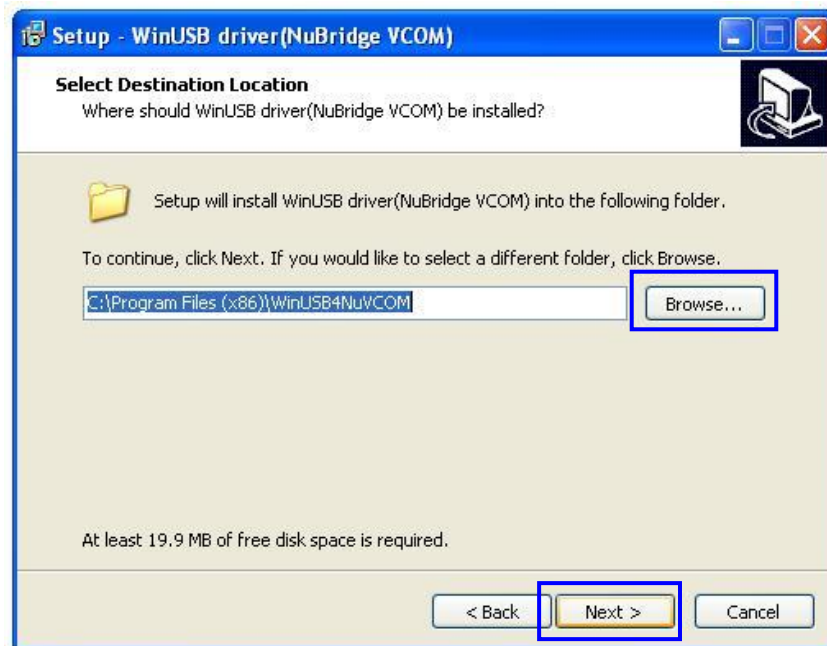 Setup - WinUSB driver(NuBridge VCOM)
Select Destination Location
Where should WinUSB driver(NuBridge VCOM) be installed?
Setup will install WinUSB driver(NuBridge VCOM) into the following folder.
To continue, click Next. If you would like to select a different folder, click Browse.
C:\Program Files (x86)\WinUSB4NuVCOM
Browse...
At least 19.9 MB of free disk space is required.
< Back
Next >
Cancel